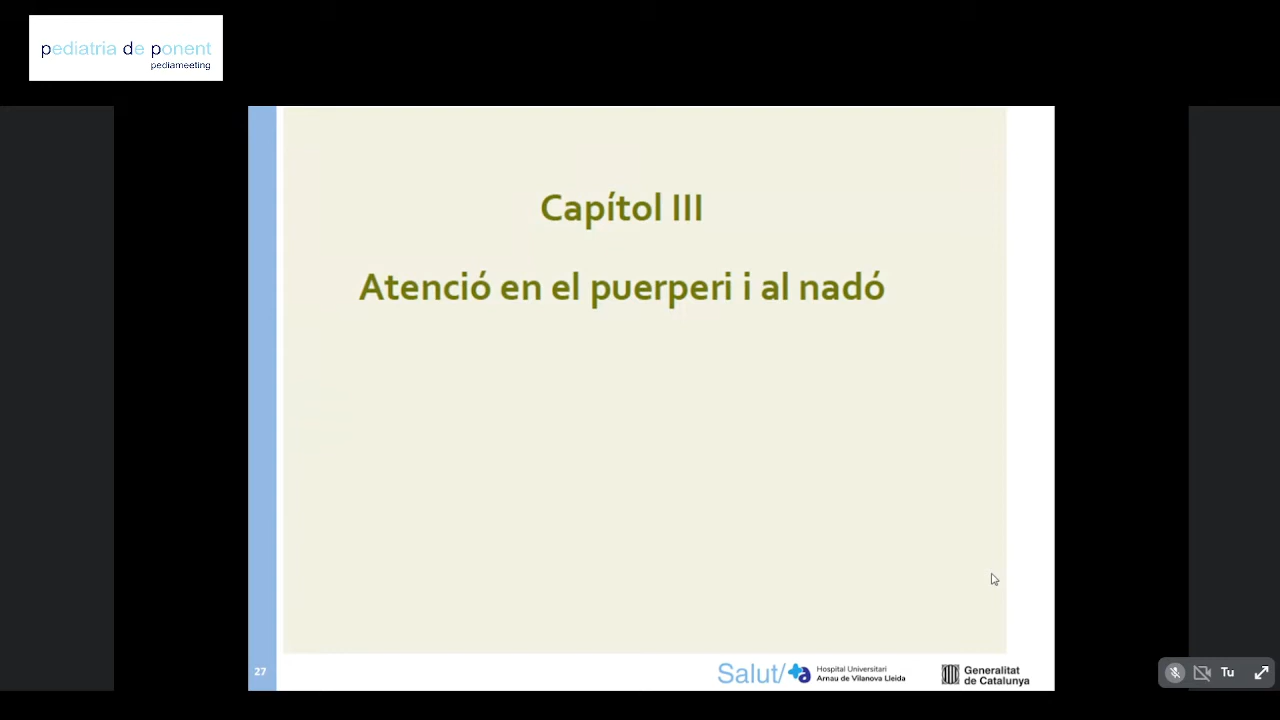 pediatria de ponent
pediameeting
Capítol III
Atenció en el puerperi i al nadó
27
Salut/
Hospital Universitari
Arnau de Vilanova Lleida
Generalitat
de Catalunya
Tu